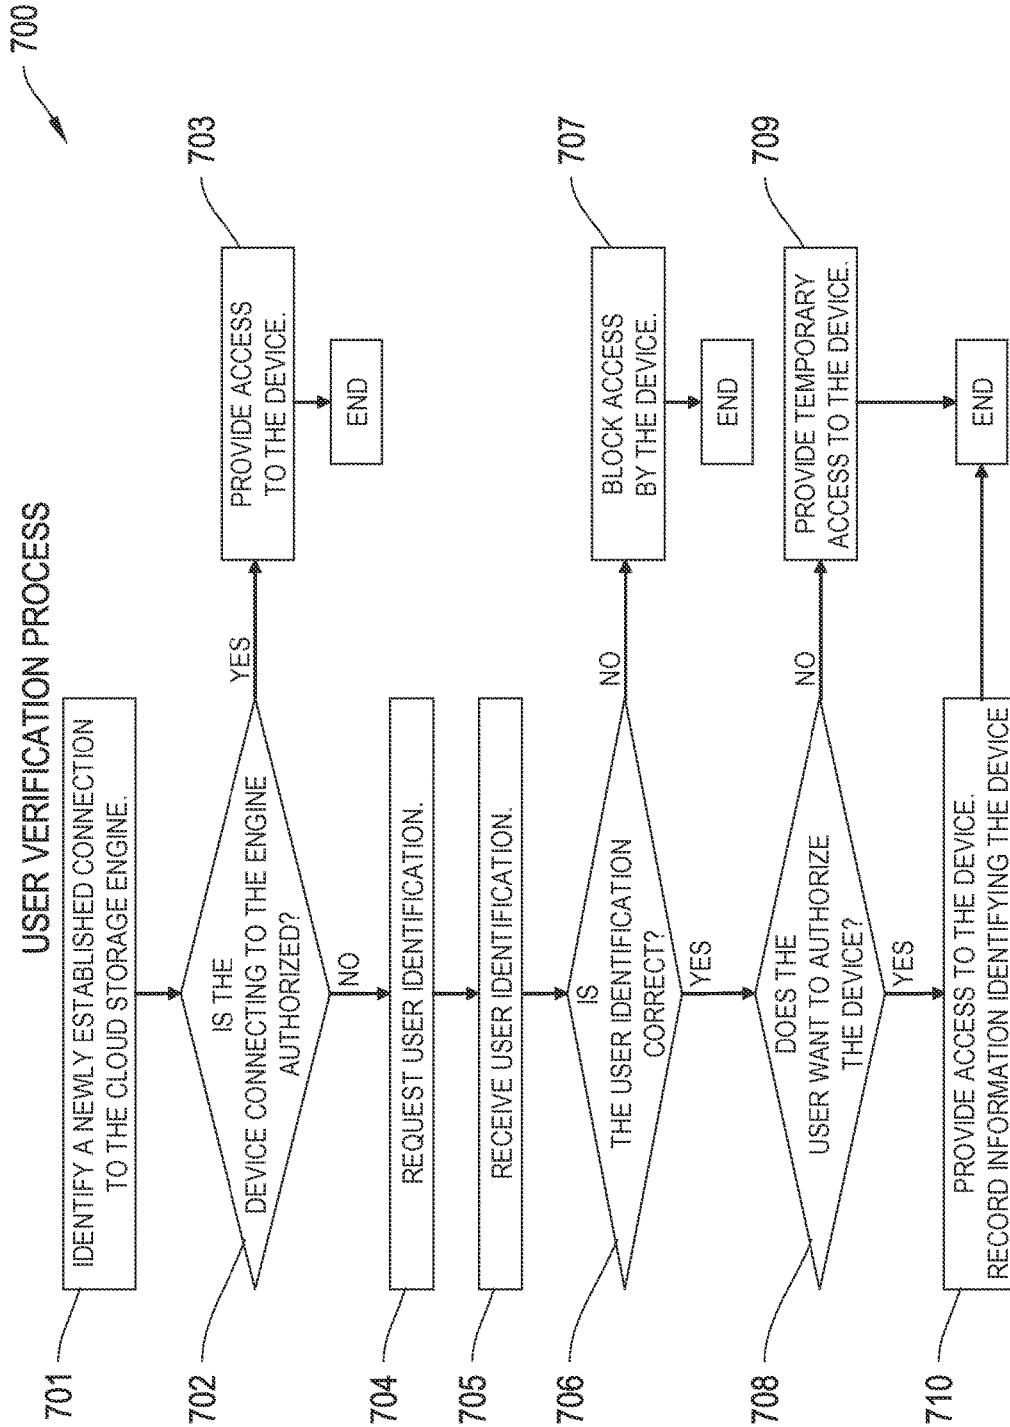 USER VERIFICATION PROCESS
700
701
IDENTIFY A NEWLY ESTABLISHED CONNECTION
TO THE CLOUD STORAGE ENGINE.
702
IS THE
DEVICE CONNECTING TO THE ENGINE
AUTHORIZED?
YES
703
PROVIDE ACCESS
TO THE DEVICE.
END
NO
704
REQUEST USER IDENTIFICATION.
705
RECEIVE USER IDENTIFICATION.
706
IS
THE USER IDENTIFICATION
CORRECT?
NO
707
BLOCK ACCESS
BY THE DEVICE.
END
YES
708
DOES THE
USER WANT TO AUTHORIZE
THE DEVICE?
NO
709
PROVIDE TEMPORARY
ACCESS TO THE DEVICE.
YES
710
PROVIDE ACCESS TO THE DEVICE.
RECORD INFORMATION IDENTIFYING THE DEVICE
END